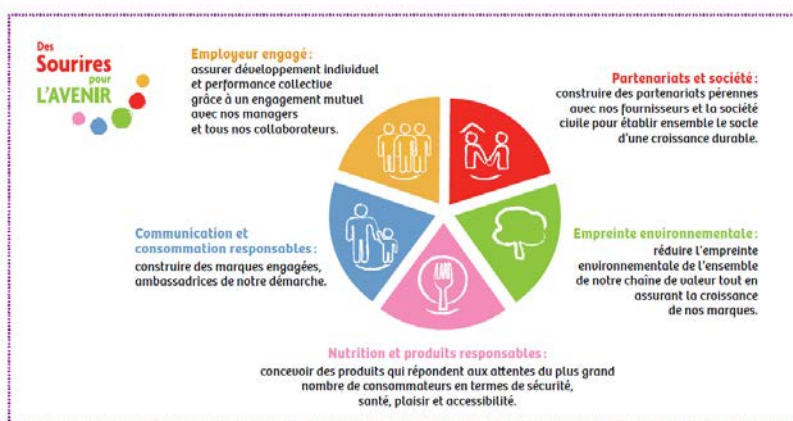 Des
Sourires
pour
L'AVENIR
Employeur engagé :
assurer développement individuel
et performance collective
grâce à un engagement mutuel
avec nos managers
et tous nos collaborateurs.
Partenariats et société :
construire des partenariats pérennes
avec nos fournisseurs et la société
civile pour établir ensemble le socle
d'une croissance durable.
Communication et
consommation responsables :
construire des marques engagées,
ambassadrices de notre démarche.
Empreinte environnementale :
réduire l'empreinte
environnementale de l'ensemble
de notre chaîne de valeur tout en
assurant la croissance
de nos marques.
Nutrition et produits responsables :
concevoir des produits qui répondent aux attentes du plus grand
nombre de consommateurs en termes de sécurité,
santé, plaisir et accessibilité.